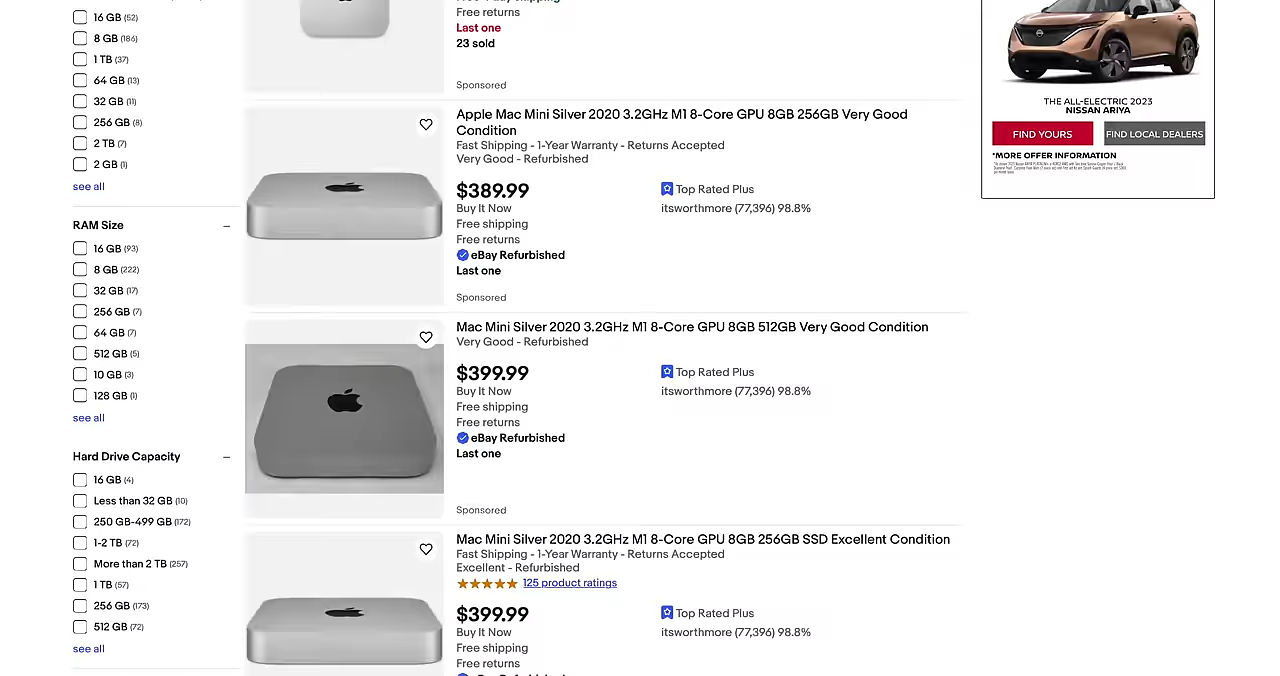 16 GB (52)
8 GB (186)
1 TB (37)
64 GB (13)
32 GB (11)
256 GB (8)
2 TB (7)
2 GB (1)
see all
RAM Size
16 GB (93)
8 GB (222)
32 GB (17)
256 GB (7)
64 GB (7)
512 GB (5)
10 GB (3)
128 GB (1)
see all
Hard Drive Capacity
16 GB (4)
Less than 32 GB (10)
250 GB-499 GB (172)
1-2 TB (72)
More than 2 TB (257)
1 TB (57)
256 GB (173)
512 GB (72)
see all
Free returns
Last one
23 sold
Sponsored
Apple Mac Mini Silver 2020 3.2GHz M1 8-Core GPU 8GB 256GB Very Good
Condition
Fast Shipping - 1-Year Warranty - Returns Accepted
Very Good - Refurbished
$389.99
Buy It Now
Free shipping
Free returns
eBay Refurbished
Last one
Top Rated Plus
itsworthmore (77,396) 98.8%
Sponsored
Mac Mini Silver 2020 3.2GHz M1 8-Core GPU 8GB 512GB Very Good Condition
Very Good - Refurbished
$399.99
Buy It Now
Free shipping
Free returns
eBay Refurbished
Last one
Top Rated Plus
itsworthmore (77,396) 98.8%
Sponsored
Mac Mini Silver 2020 3.2GHz M1 8-Core GPU 8GB 256GB SSD Excellent Condition
Fast Shipping - 1-Year Warranty - Returns Accepted
Excellent - Refurbished
125 product ratings
$399.99
Buy It Now
Free shipping
Free returns
Top Rated Plus
itsworthmore (77,396) 98.8%
THE ALL-ELECTRIC 2023
NISSAN ARIYA
FIND YOURS
FIND LOCAL DEALERS
*MORE OFFER INFORMATION